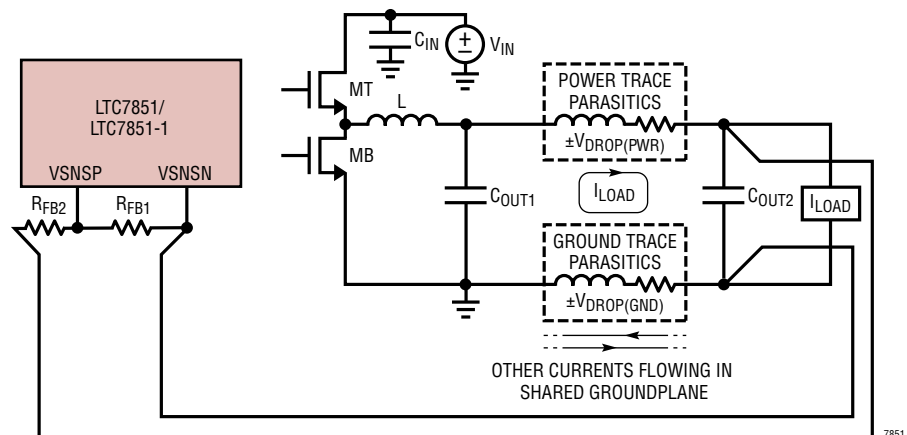 C_IN
+
–
V_IN
MT
LTC7851/
LTC7851-1
VSNSP
VSNSN
R_FB2
R_FB1
L
MB
C_OUT1
POWER TRACE
PARASITICS
±V_DROP(PWR)
I_LOAD
C_OUT2
I_LOAD
GROUND TRACE
PARASITICS
±V_DROP(GND)
OTHER CURRENTS FLOWING IN
SHARED GROUNDPLANE
7851